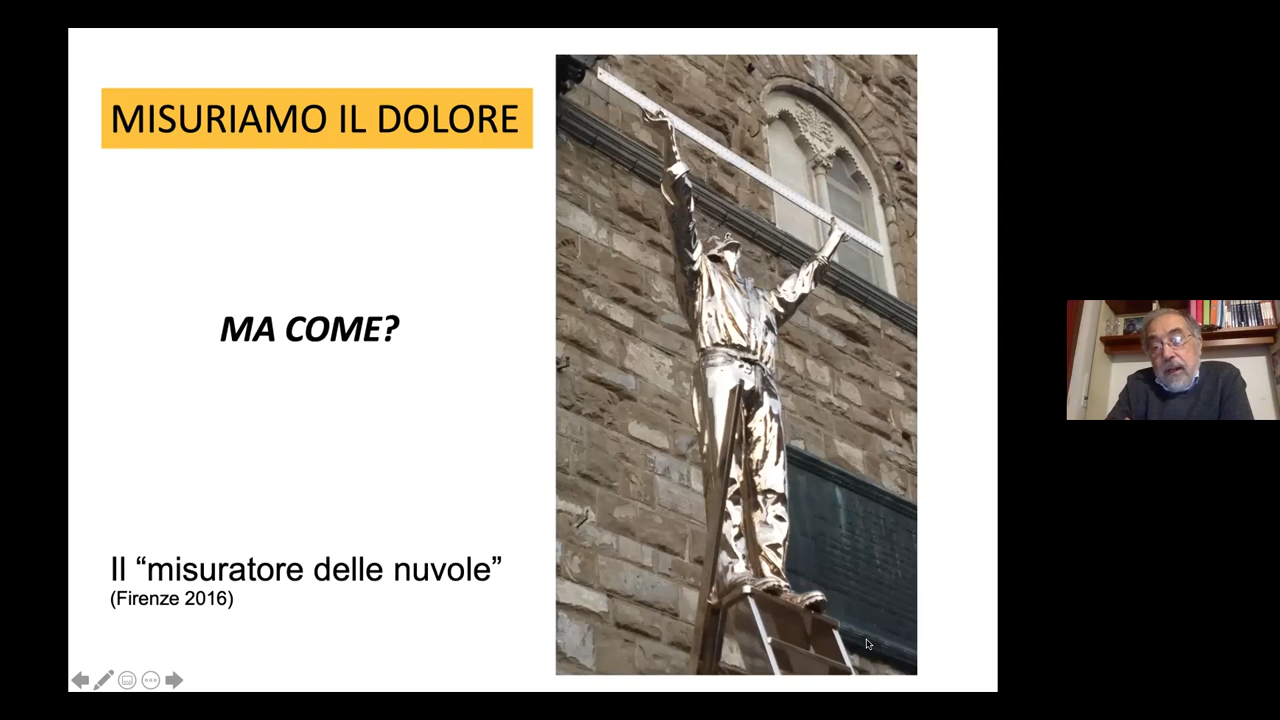 MISURIAMO IL DOLORE
MA COME?
Il “misuratore delle nuvole”
(Firenze 2016)